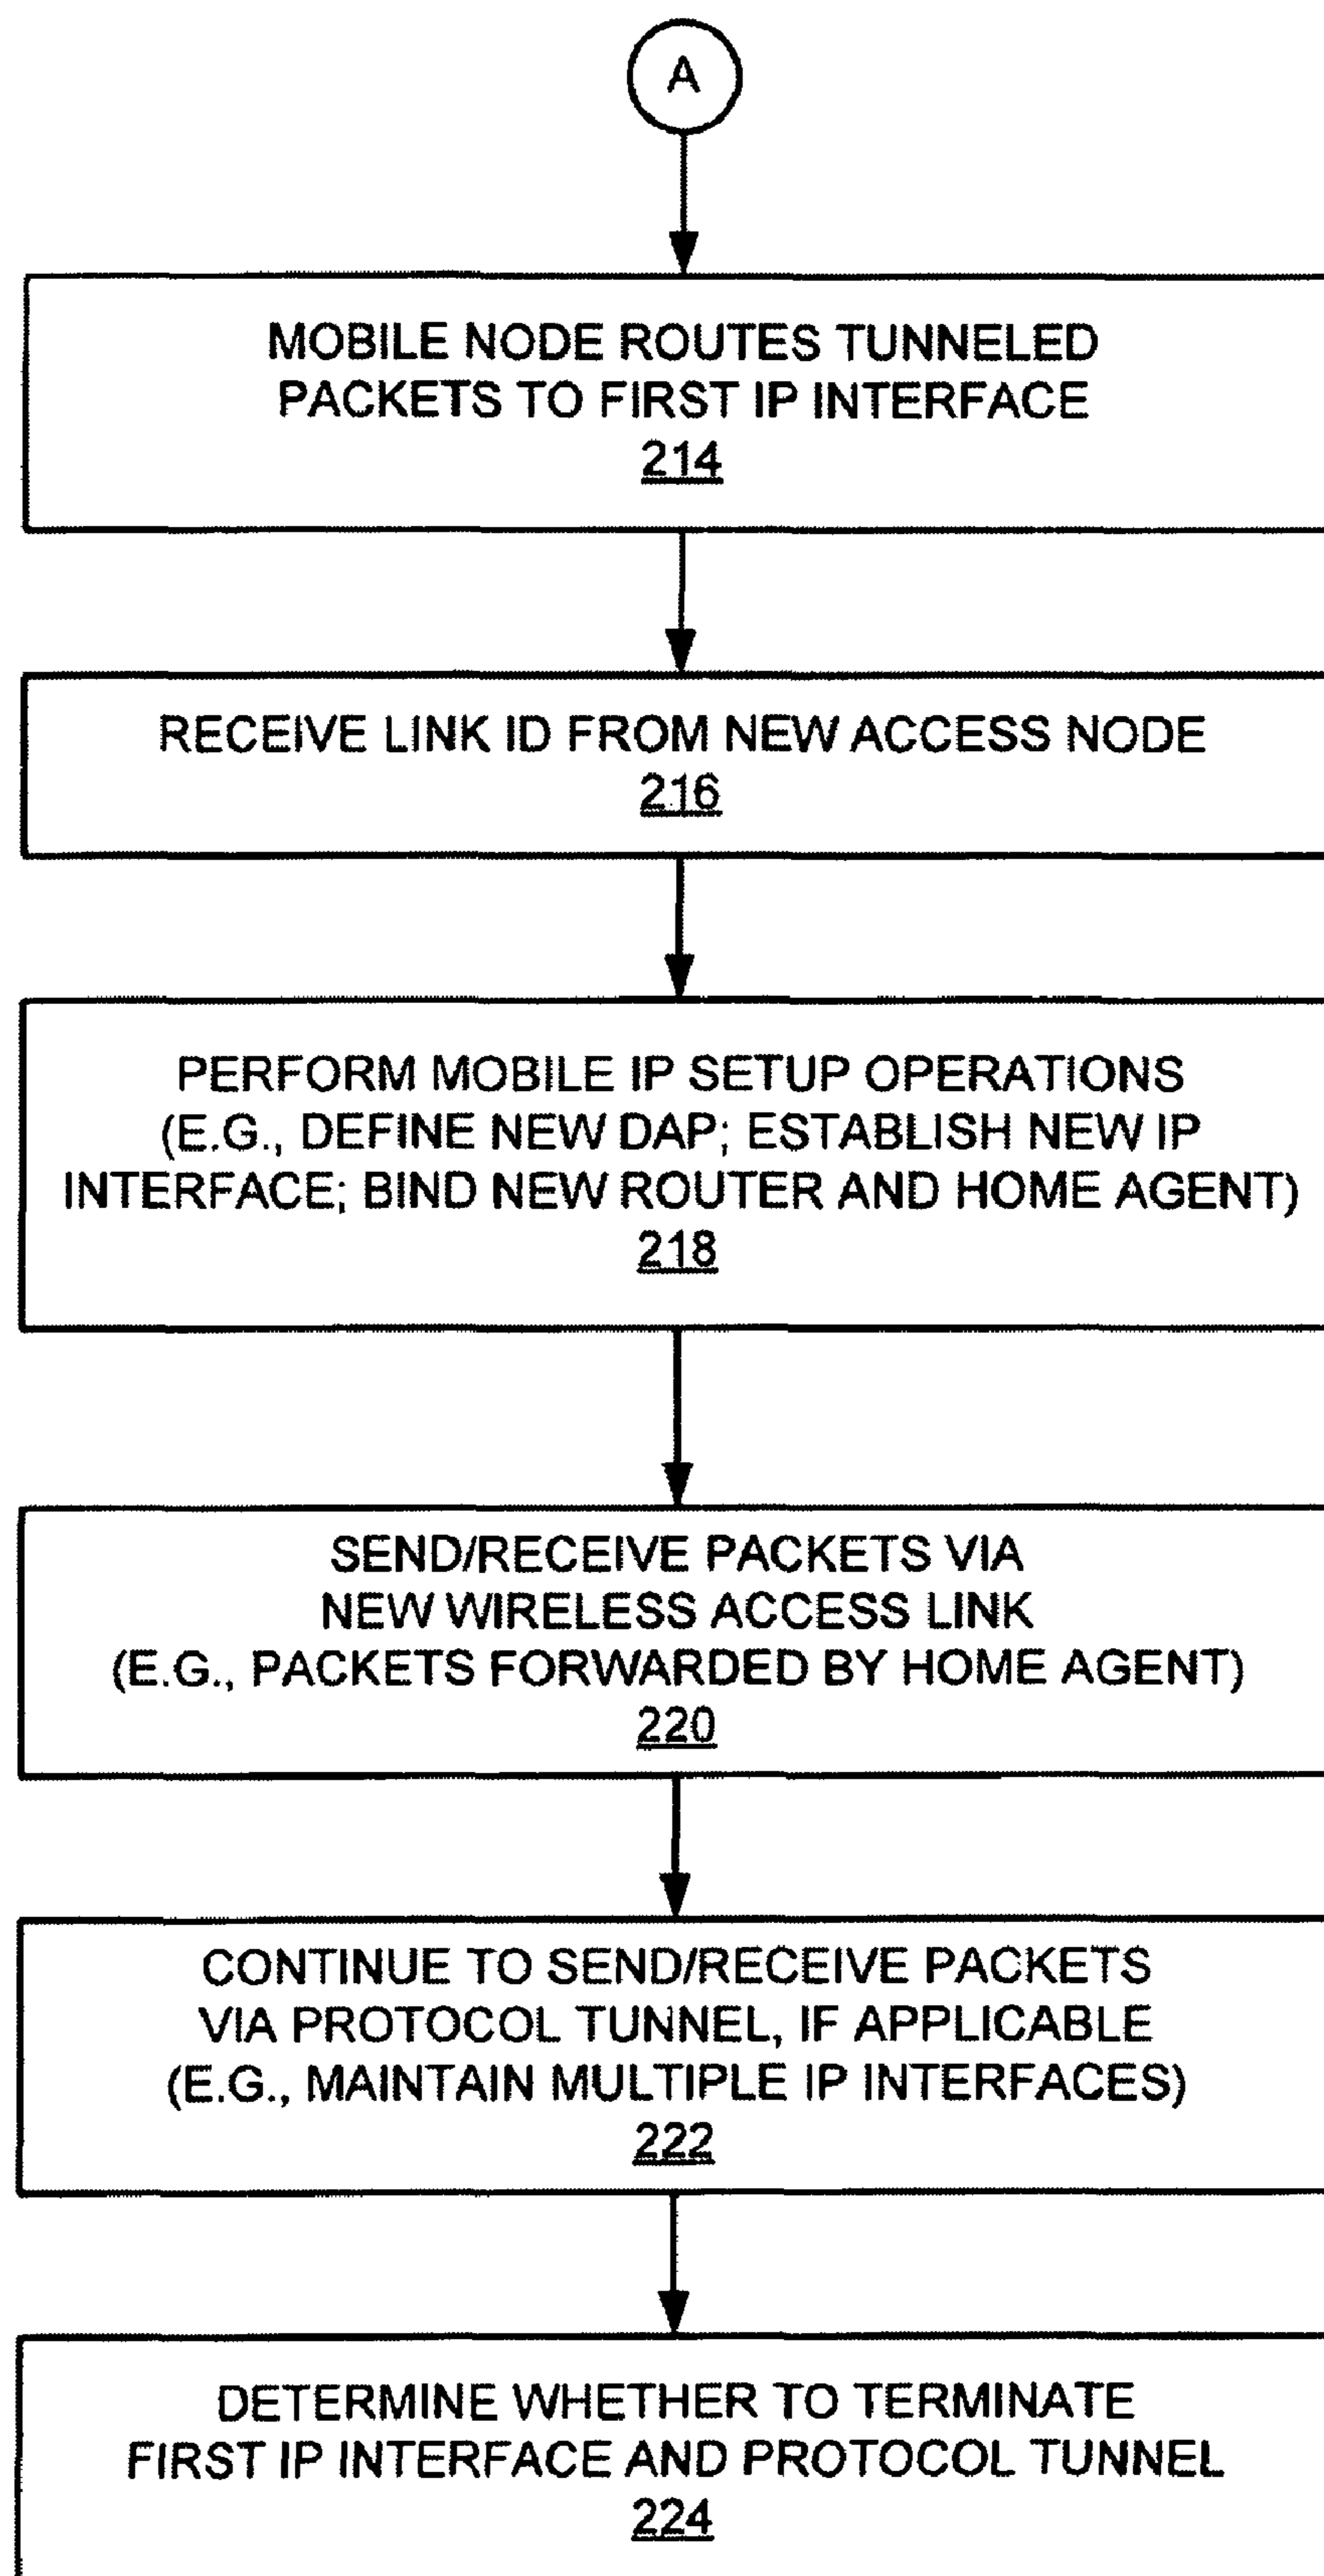 A
MOBILE NODE ROUTES TUNNELED
PACKETS TO FIRST IP INTERFACE
214
RECEIVE LINK ID FROM NEW ACCESS NODE
216
PERFORM MOBILE IP SETUP OPERATIONS
(E.G., DEFINE NEW DAP; ESTABLISH NEW IP
INTERFACE; BIND NEW ROUTER AND HOME AGENT)
218
SEND/RECEIVE PACKETS VIA
NEW WIRELESS ACCESS LINK
(E.G., PACKETS FORWARDED BY HOME AGENT)
220
CONTINUE TO SEND/RECEIVE PACKETS
VIA PROTOCOL TUNNEL, IF APPLICABLE
(E.G., MAINTAIN MULTIPLE IP INTERFACES)
222
DETERMINE WHETHER TO TERMINATE
FIRST IP INTERFACE AND PROTOCOL TUNNEL
224